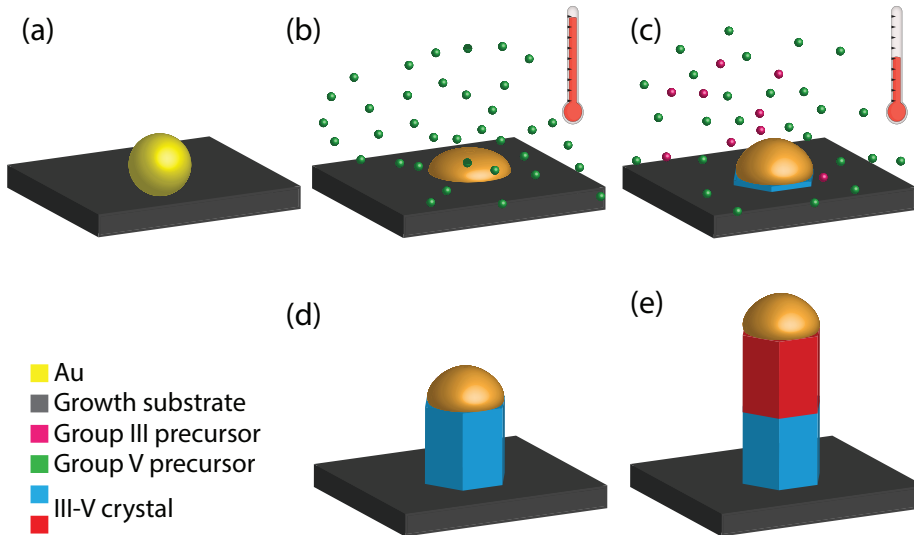 (a)
(b)
(c)
(d)
(e)
Au
Growth substrate
Group III precursor
Group V precursor
III-V crystal